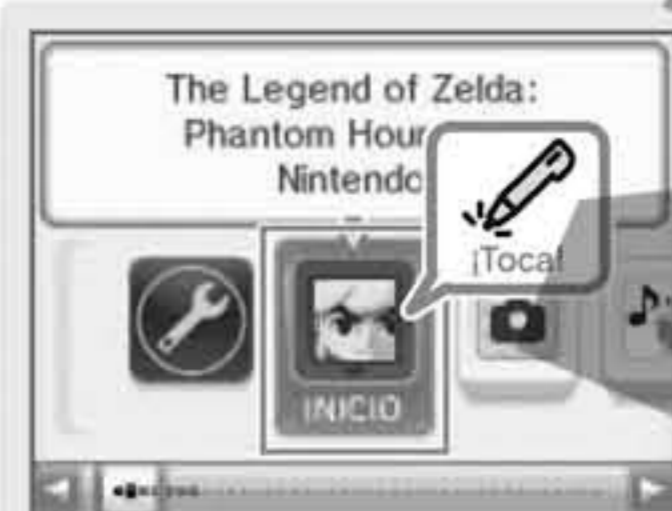 The Legend of Zelda:
Phantom Hour
Nintendo
¡Toca!
INICIO